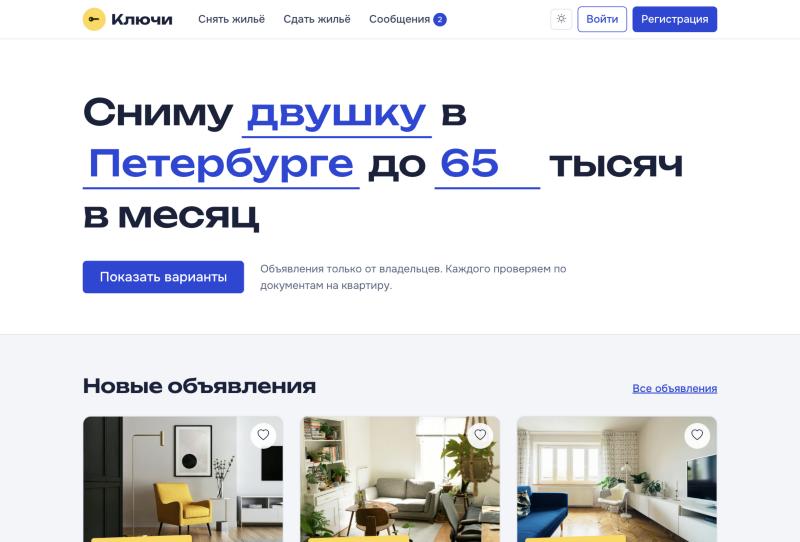 Ключи
Снять жильё
Сдать жильё
Сообщения 2
Войти
Регистрация
Сниму двушку в
Петербурге до 65 тысяч
в месяц
Показать варианты
Объявления только от владельцев. Каждого проверяем по
документам на квартиру.
Новые объявления
Все объявления